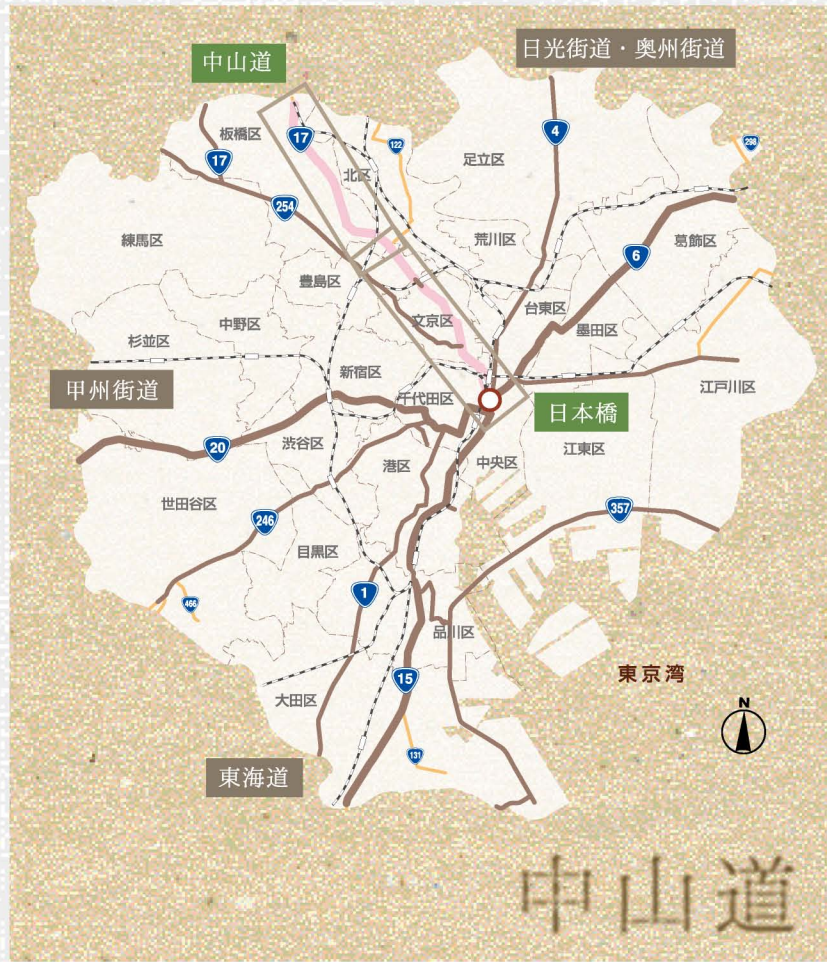 中山道
日光街道・奥州街道
板橋区
17
17
122
4
足立区
298
北区
254
練馬区
荒川区
6
葛飾区
豊島区
台東区
文京区
墨田区
中野区
杉並区
新宿区
甲州街道
千代田区
江戸川区
日本橋
20
渋谷区
港区
中央区
江東区
世田谷区
246
357
目黒区
466
1
品川区
15
東京湾
大田区
N
131
東海道
中山道